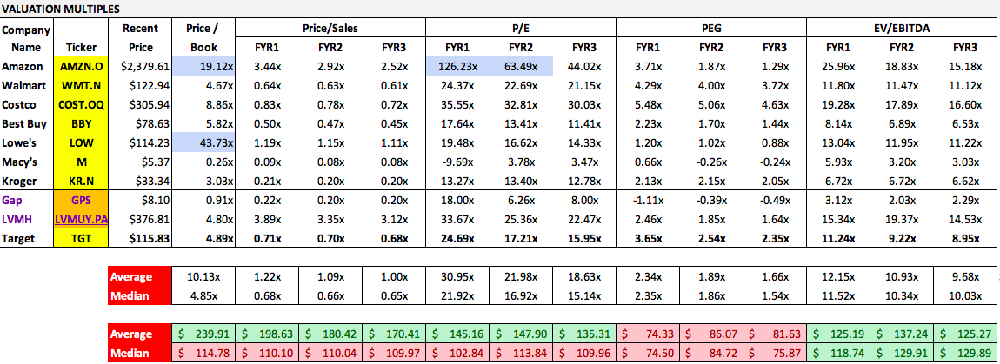 VALUATION MULTIPLES
Company Recent Price / Price/Sales P/E PEG EV/EBITDA
Name Ticker Price Book FYR1 FYR2 FYR3 FYR1 FYR2 FYR3 FYR1 FYR2 FYR3 FYR1 FYR2 FYR3
Amazon AMZN.O $2,379.61 19.12x 3.44x 2.92x 2.52x 126.23x 63.49x 44.02x 3.71x 1.87x 1.29x 25.96x 18.83x 15.18x
Walmart WMT.N $122.94 4.67x 0.64x 0.63x 0.61x 24.37x 22.69x 21.15x 4.29x 4.00x 3.72x 11.80x 11.47x 11.12x
Costco COST.OQ $305.94 8.86x 0.83x 0.78x 0.72x 35.55x 32.81x 30.03x 5.48x 5.06x 4.63x 19.28x 17.89x 16.60x
Best Buy BBY $78.63 5.82x 0.50x 0.47x 0.45x 17.64x 13.41x 11.41x 2.23x 1.70x 1.44x 8.14x 6.89x 6.53x
Lowe's LOW $114.23 43.73x 1.19x 1.15x 1.11x 19.48x 16.62x 14.33x 1.20x 1.02x 0.88x 13.04x 11.95x 11.22x
Macy's M $5.37 0.26x 0.09x 0.08x 0.08x -9.69x 3.78x 3.47x 0.66x -0.26x -0.24x 5.93x 3.20x 3.03x
Kroger KR.N $33.34 3.03x 0.21x 0.20x 0.20x 13.27x 13.40x 12.78x 2.13x 2.15x 2.05x 6.72x 6.72x 6.62x
Gap GPS $8.10 0.91x 0.22x 0.20x 0.20x 18.00x 6.26x 8.00x -1.11x -0.39x -0.49x 3.12x 2.03x 2.29x
LVMH LVMUY.PA $376.81 4.80x 3.89x 3.35x 3.12x 33.67x 25.36x 22.47x 2.46x 1.85x 1.64x 15.34x 19.37x 14.53x
Target TGT $115.83 4.89x 0.71x 0.70x 0.68x 24.69x 17.21x 15.95x 3.65x 2.54x 2.35x 11.24x 9.22x 8.95x
Average 10.13x 1.22x 1.09x 1.00x 30.95x 21.98x 18.63x 2.34x 1.89x 1.66x 12.15x 10.93x 9.68x
Median 4.85x 0.68x 0.66x 0.65x 21.92x 16.92x 15.14x 2.35x 1.86x 1.54x 11.52x 10.34x 10.03x
Average $ 239.91 $ 198.63 $ 180.42 $ 170.41 $ 145.16 $ 147.90 $ 135.31 $ 74.33 $ 86.07 $ 81.63 $ 125.19 $ 137.24 $ 125.27
Median $ 114.78 $ 110.10 $ 110.04 $ 109.97 $ 102.84 $ 113.84 $ 109.96 $ 74.50 $ 84.72 $ 75.87 $ 118.74 $ 129.91 $ 129.89